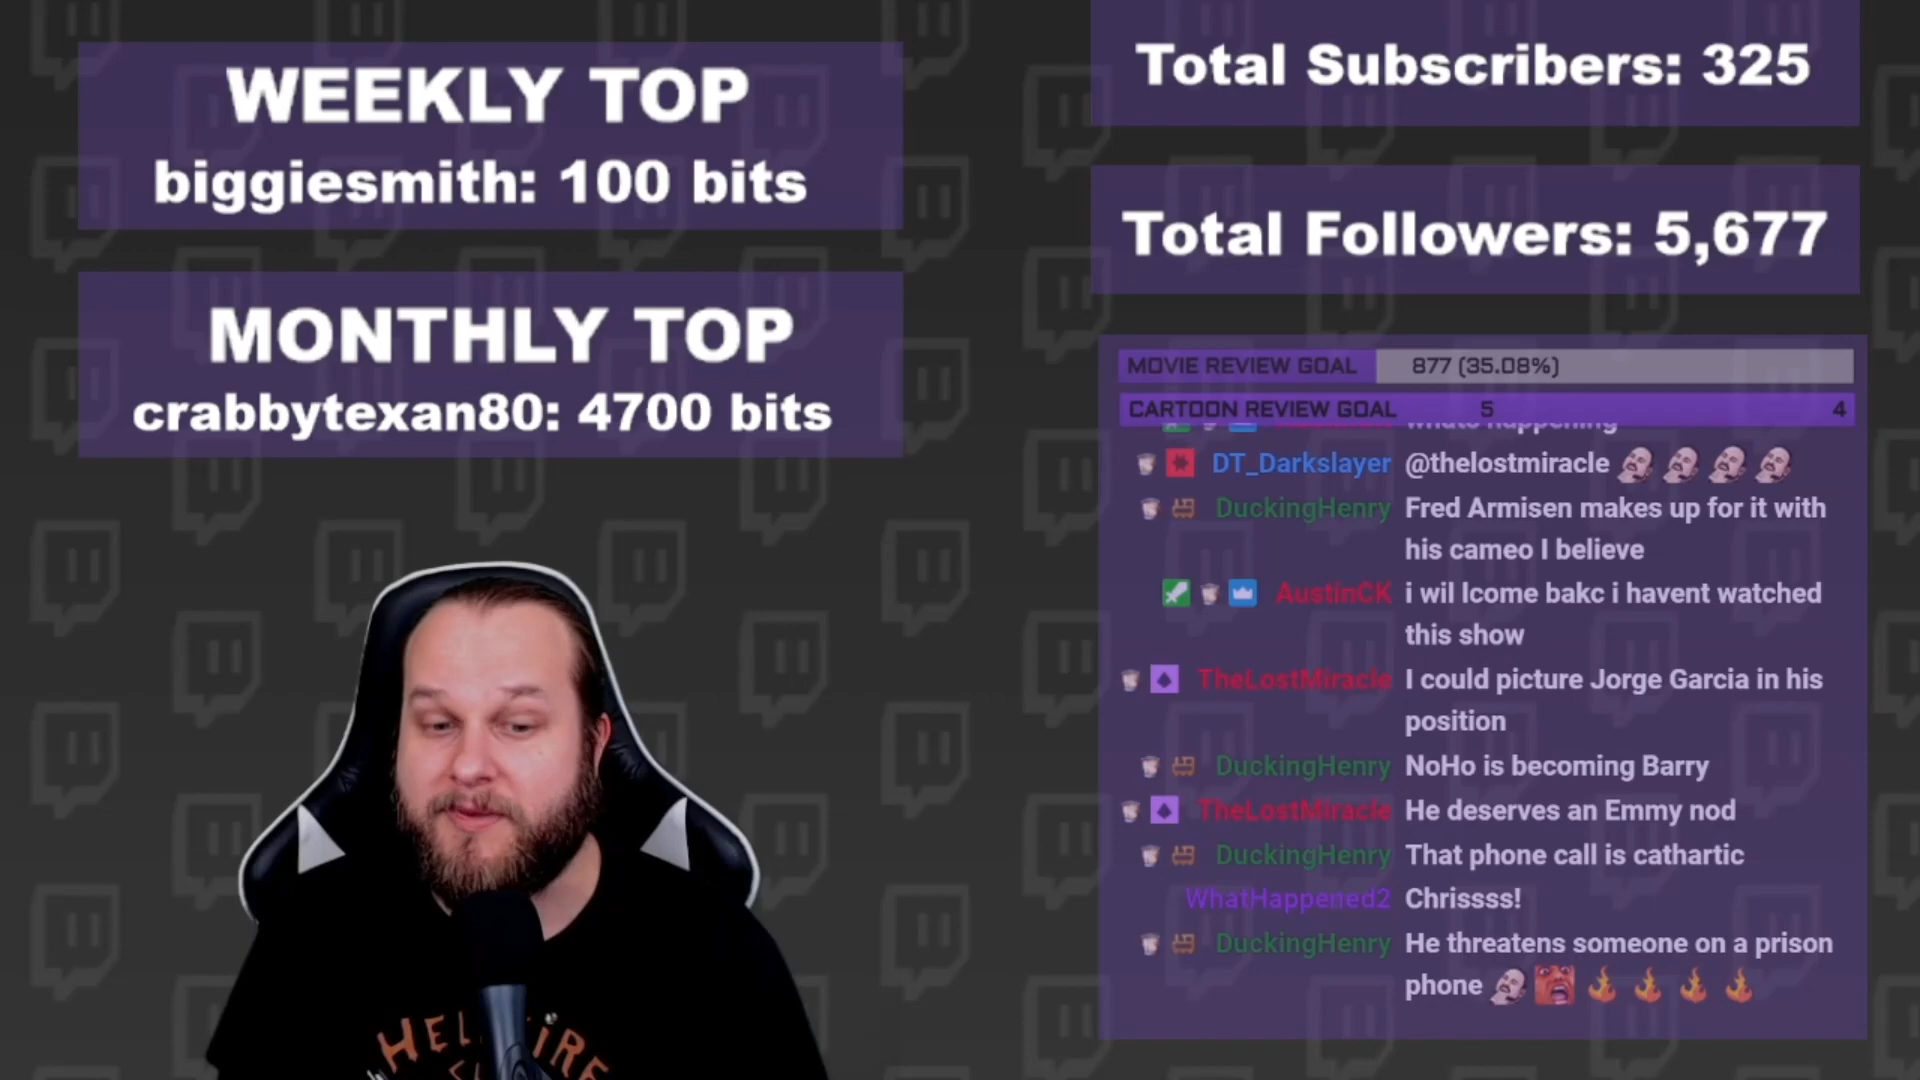 WEEKLY TOP
biggiesmith: 100 bits
MONTHLY TOP
crabbytexan80: 4700 bits
Total Subscribers: 325
Total Followers: 5,677
MOVIE REVIEW GOAL 877 (35.08%)
CARTOON REVIEW GOAL 5 4
whats happening
DT_Darkslayer @thelostmiracle
DuckingHenry Fred Armisen makes up for it with
his cameo I believe
AustinCK i wil lcome bakc i havent watched
this show
TheLostMiracle I could picture Jorge Garcia in his
position
DuckingHenry NoHo is becoming Barry
TheLostMiracle He deserves an Emmy nod
DuckingHenry That phone call is cathartic
WhatHappened2 Chrissss!
DuckingHenry He threatens someone on a prison
phone
HELLFIRE